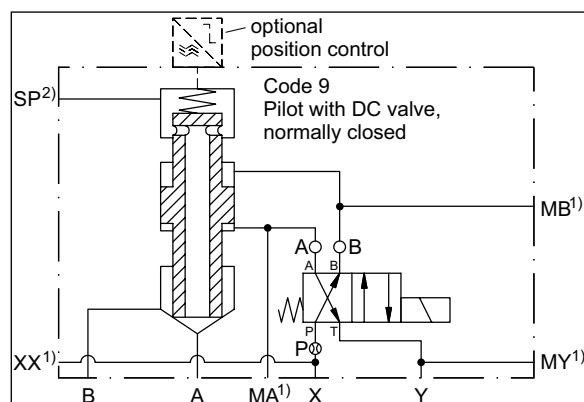 optional
position control
SP2)
Code 9
Pilot with DC valve,
normally closed
MB1)
A B
A B
P T
P
XX1)
MY1)
B A MA1) X Y